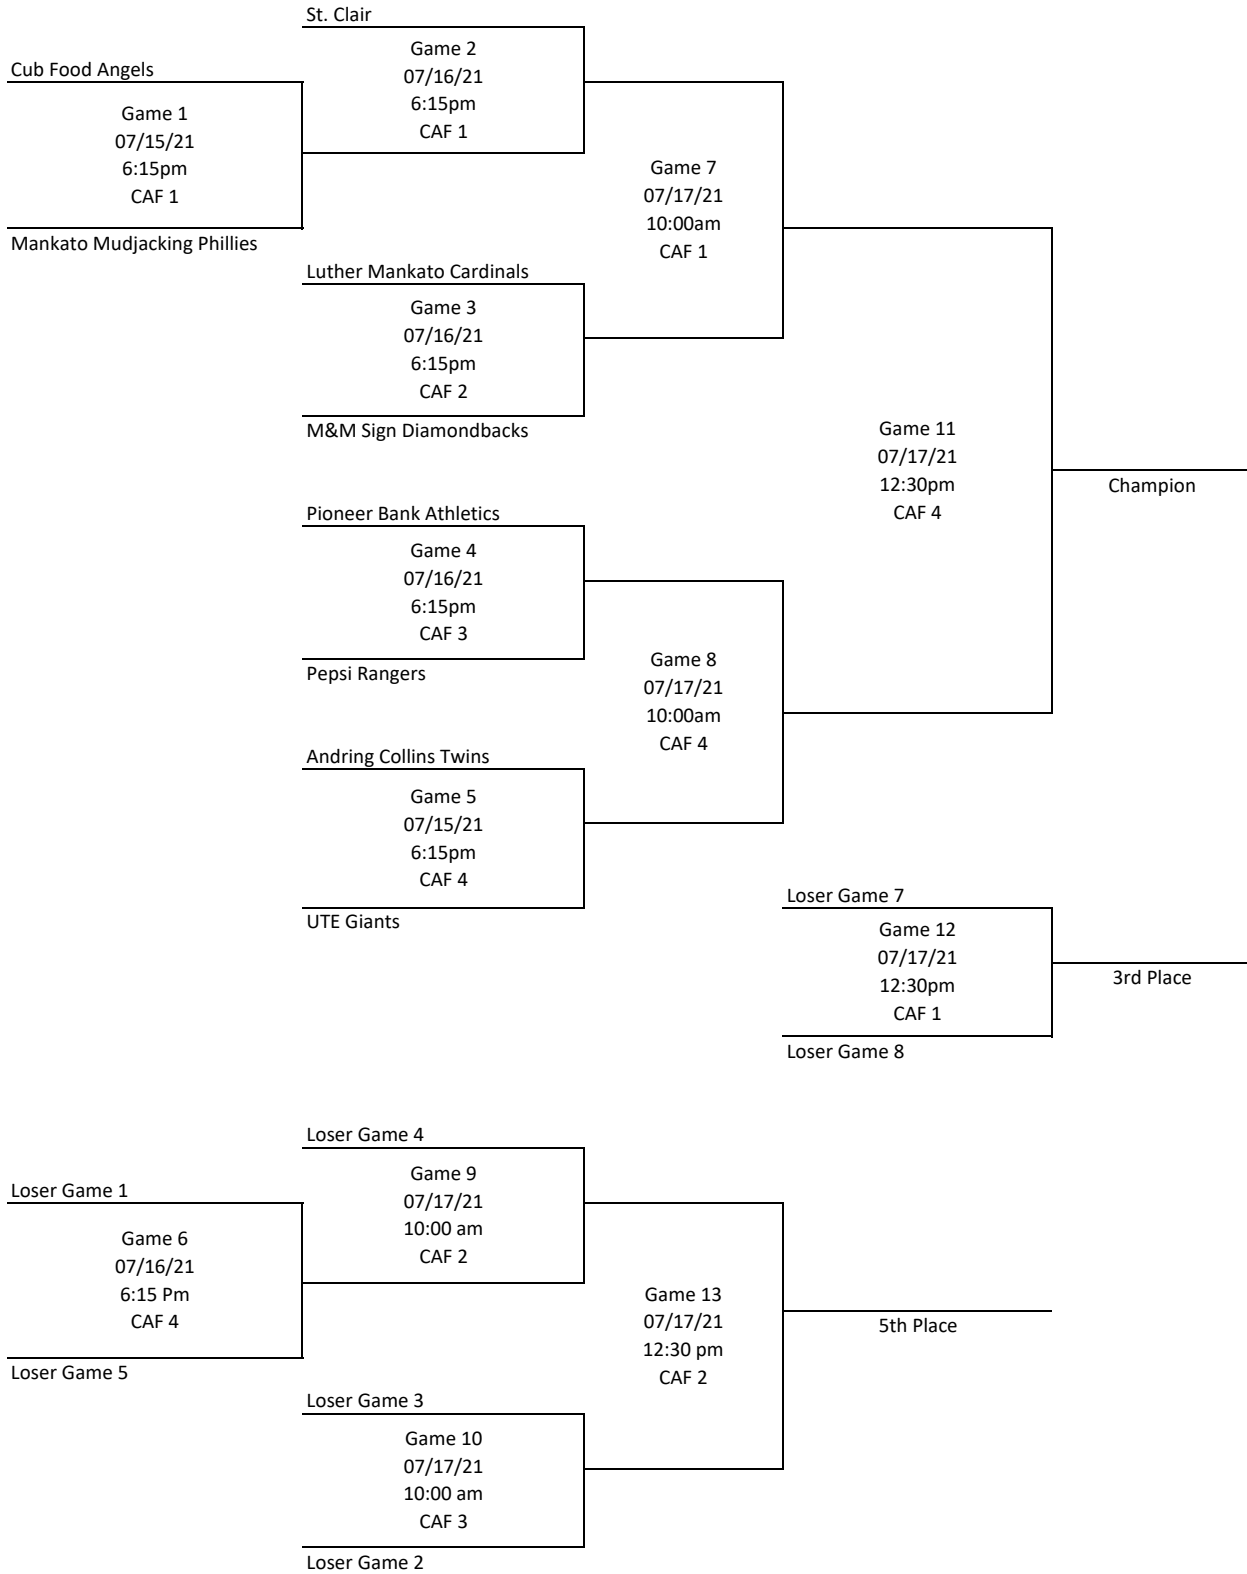 St. Clair
Game 2
07/16/21
6:15pm
CAF 1
Cub Food Angels
Game 1
07/15/21
6:15pm
CAF 1
Mankato Mudjacking Phillies
Game 7
07/17/21
10:00am
CAF 1
Luther Mankato Cardinals
Game 3
07/16/21
6:15pm
CAF 2
M&M Sign Diamondbacks
Game 11
07/17/21
12:30pm
CAF 4
Champion
Pioneer Bank Athletics
Game 4
07/16/21
6:15pm
CAF 3
Pepsi Rangers
Game 8
07/17/21
10:00am
CAF 4
Andring Collins Twins
Game 5
07/15/21
6:15pm
CAF 4
UTE Giants
Loser Game 7
Game 12
07/17/21
12:30pm
CAF 1
Loser Game 8
3rd Place
Loser Game 4
Game 9
07/17/21
10:00 am
CAF 2
Loser Game 1
Game 6
07/16/21
6:15 Pm
CAF 4
Loser Game 5
Game 13
07/17/21
12:30 pm
CAF 2
5th Place
Loser Game 3
Game 10
07/17/21
10:00 am
CAF 3
Loser Game 2